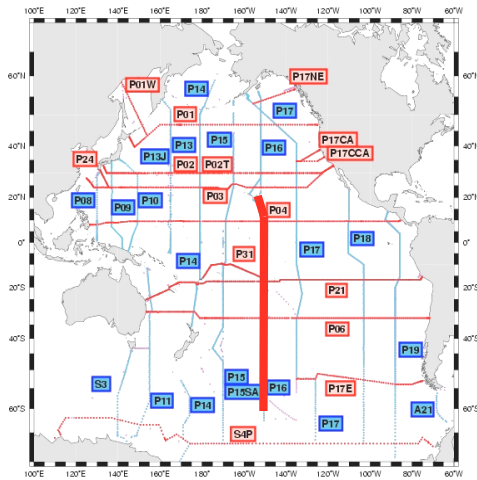 100°E 120°E 140°E 160°E 180°W 160°W 140°W 120°W 100°W 80°W 60°W
P17NE
60°N 60°N
P01W P14
P17
P01
P15 P17CA
40°N P13 40°N
P24 P13J P16 P17CCA
P02 P02T
20°N P08 P10 P03 20°N
P09 P04
0° P18 0°
P31 P17
P14
20°S P21 20°S
40°S P06 40°S
P19
S3 P15 P16 P17E
P15SA
60°S P11 P14 A21 60°S
P17
S4P
100°E 120°E 140°E 160°E 180°W 160°W 140°W 120°W 100°W 80°W 60°W